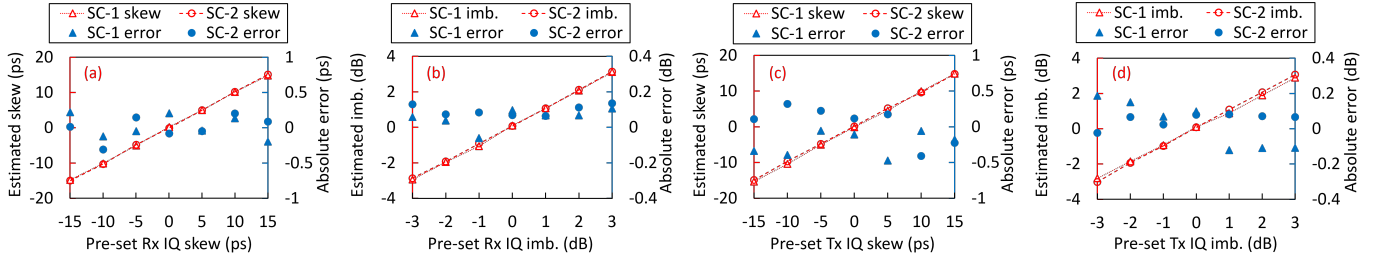 SC-1 skew SC-2 skew
SC-1 error SC-2 error
Estimated skew (ps)
20
10
0
-10
-20
(a)
1
0.5
0
-0.5
-1
Absolute error (ps)
-15 -10 -5 0 5 10 15
Pre-set Rx IQ skew (ps)
SC-1 imb. SC-2 imb.
SC-1 error SC-2 error
Estimated imb. (dB)
4
2
0
-2
-4
(b)
0.4
0.2
0
-0.2
-0.4
Absolute error (dB)
-3 -2 -1 0 1 2 3
Pre-set Rx IQ imb. (dB)
SC-1 skew SC-2 skew
SC-1 error SC-2 error
Estimated skew (ps)
20
10
0
-10
-20
(c)
1
0.5
0
-0.5
-1
Absolute error (ps)
-15 -10 -5 0 5 10 15
Pre-set Tx IQ skew (ps)
SC-1 imb. SC-2 imb.
SC-1 error SC-2 error
Estimated imb. (dB)
4
2
0
-2
-4
(d)
0.4
0.2
0
-0.2
-0.4
Absolute error (dB)
-3 -2 -1 0 1 2 3
Pre-set Tx IQ imb. (dB)